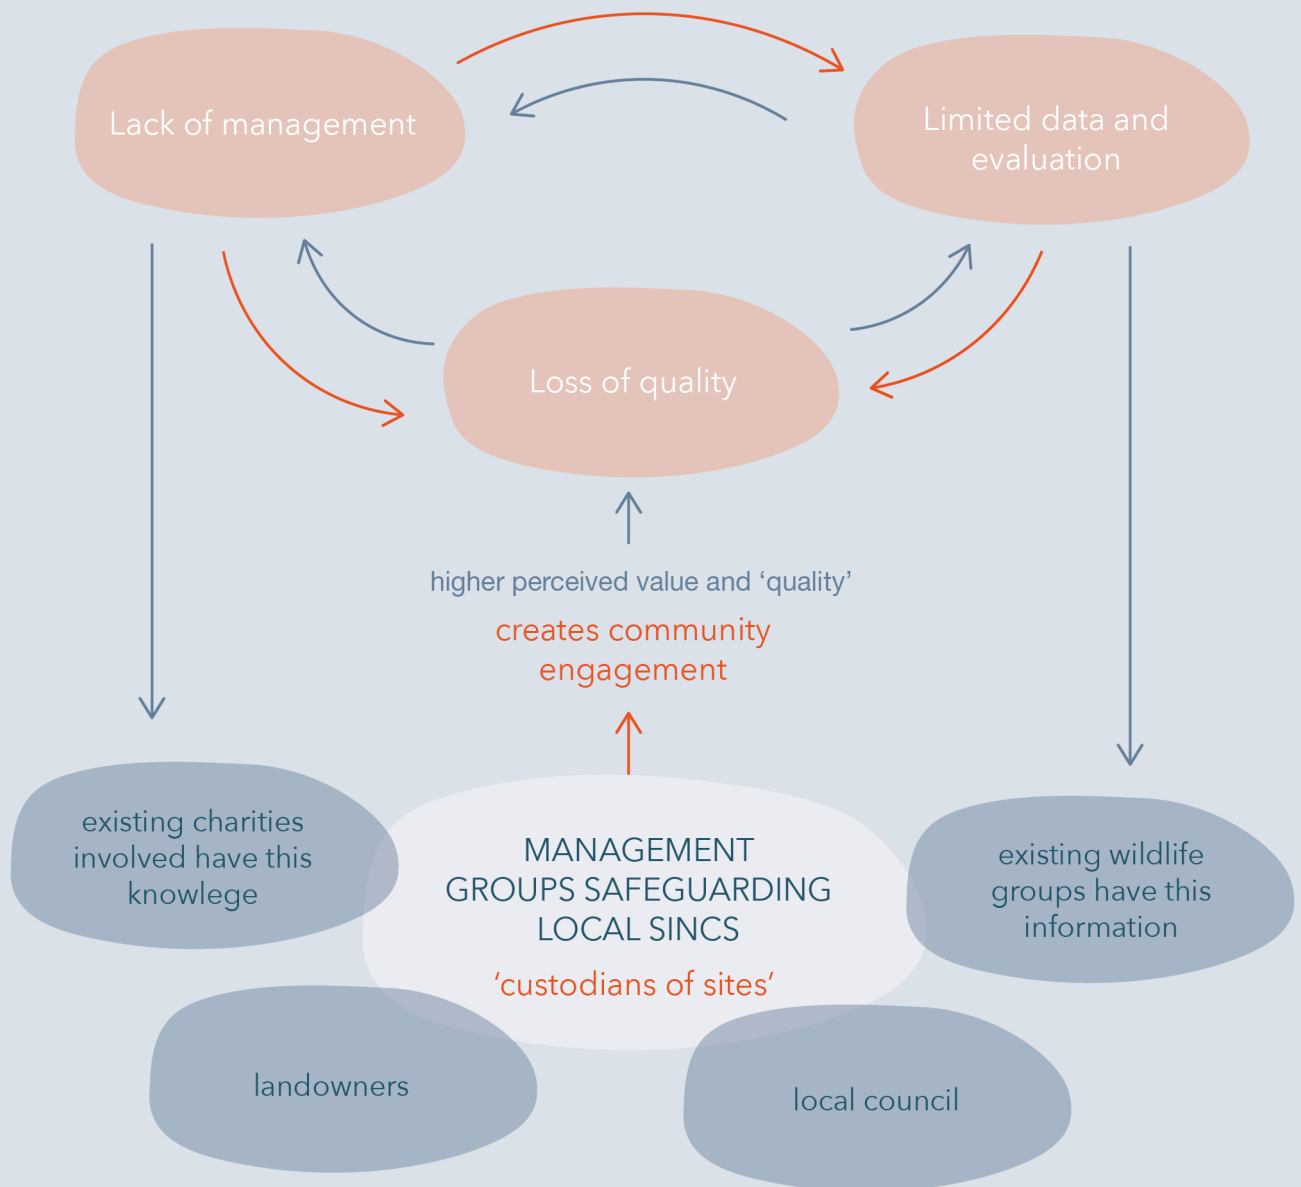 Lack of management
Limited data and
evaluation
Loss of quality
higher perceived value and ‘quality’
creates community
engagement
existing charities
involved have this
knowlege
MANAGEMENT
GROUPS SAFEGUARDING
LOCAL SINCS
‘custodians of sites’
existing wildlife
groups have this
information
landowners
local council